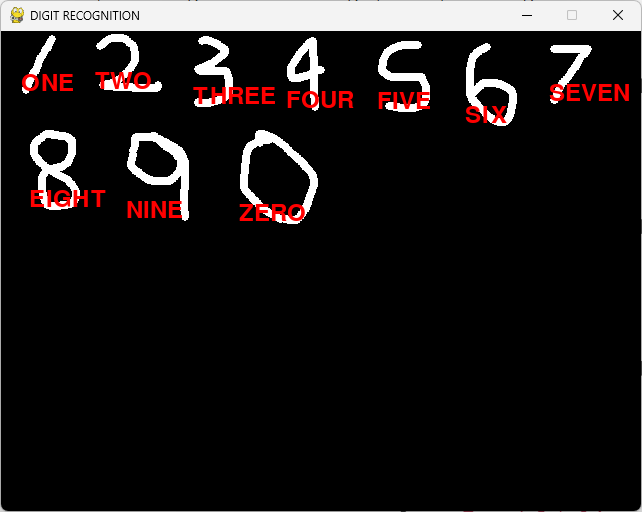 DIGIT RECOGNITION
1 2 3 4 5 6 7
ONE TWO THREE FOUR FIVE SIX SEVEN
8 9 0
EIGHT NINE ZERO